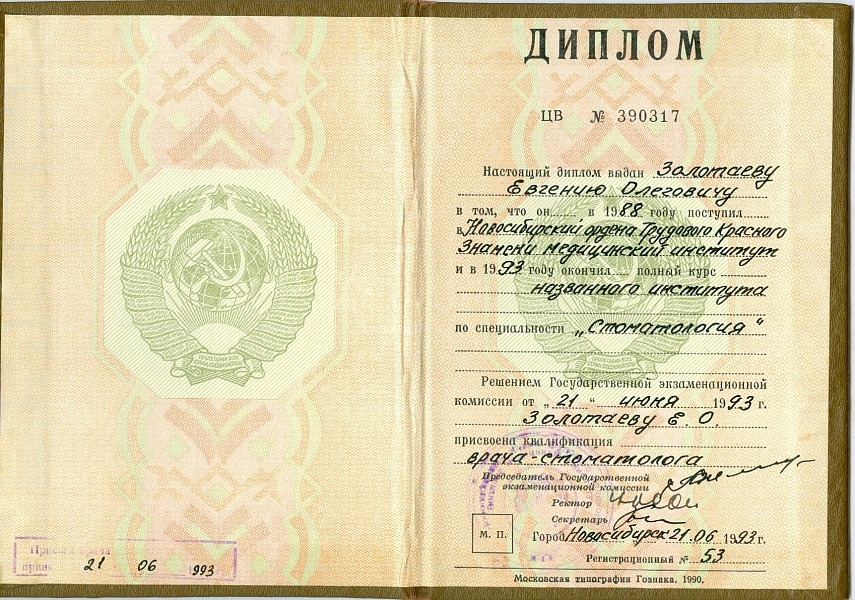 ДИПЛОМ
ЦВ № 390317
Настоящий диплом выдан Золотаеву
Евгению Олеговичу
в том, что он в 1988 году поступил
в Новосибирский ордена Трудового Красного
Знамени медицинский институт
и в 1993 году окончил полный курс
названного института
по специальности „Стоматология“
Решением Государственной экзаменационной
комиссии от „21“ июня 1993 г.
Золотаеву Е. О.
присвоена квалификация
врача-стоматолога
Председатель Государственной
экзаменационной комиссии
Ректор
Секретарь
М. П.
Город Новосибирск 21.06 1993 г.
Регистрационный № 53
Московская типография Гознака. 1990.
врача
21 06 1993